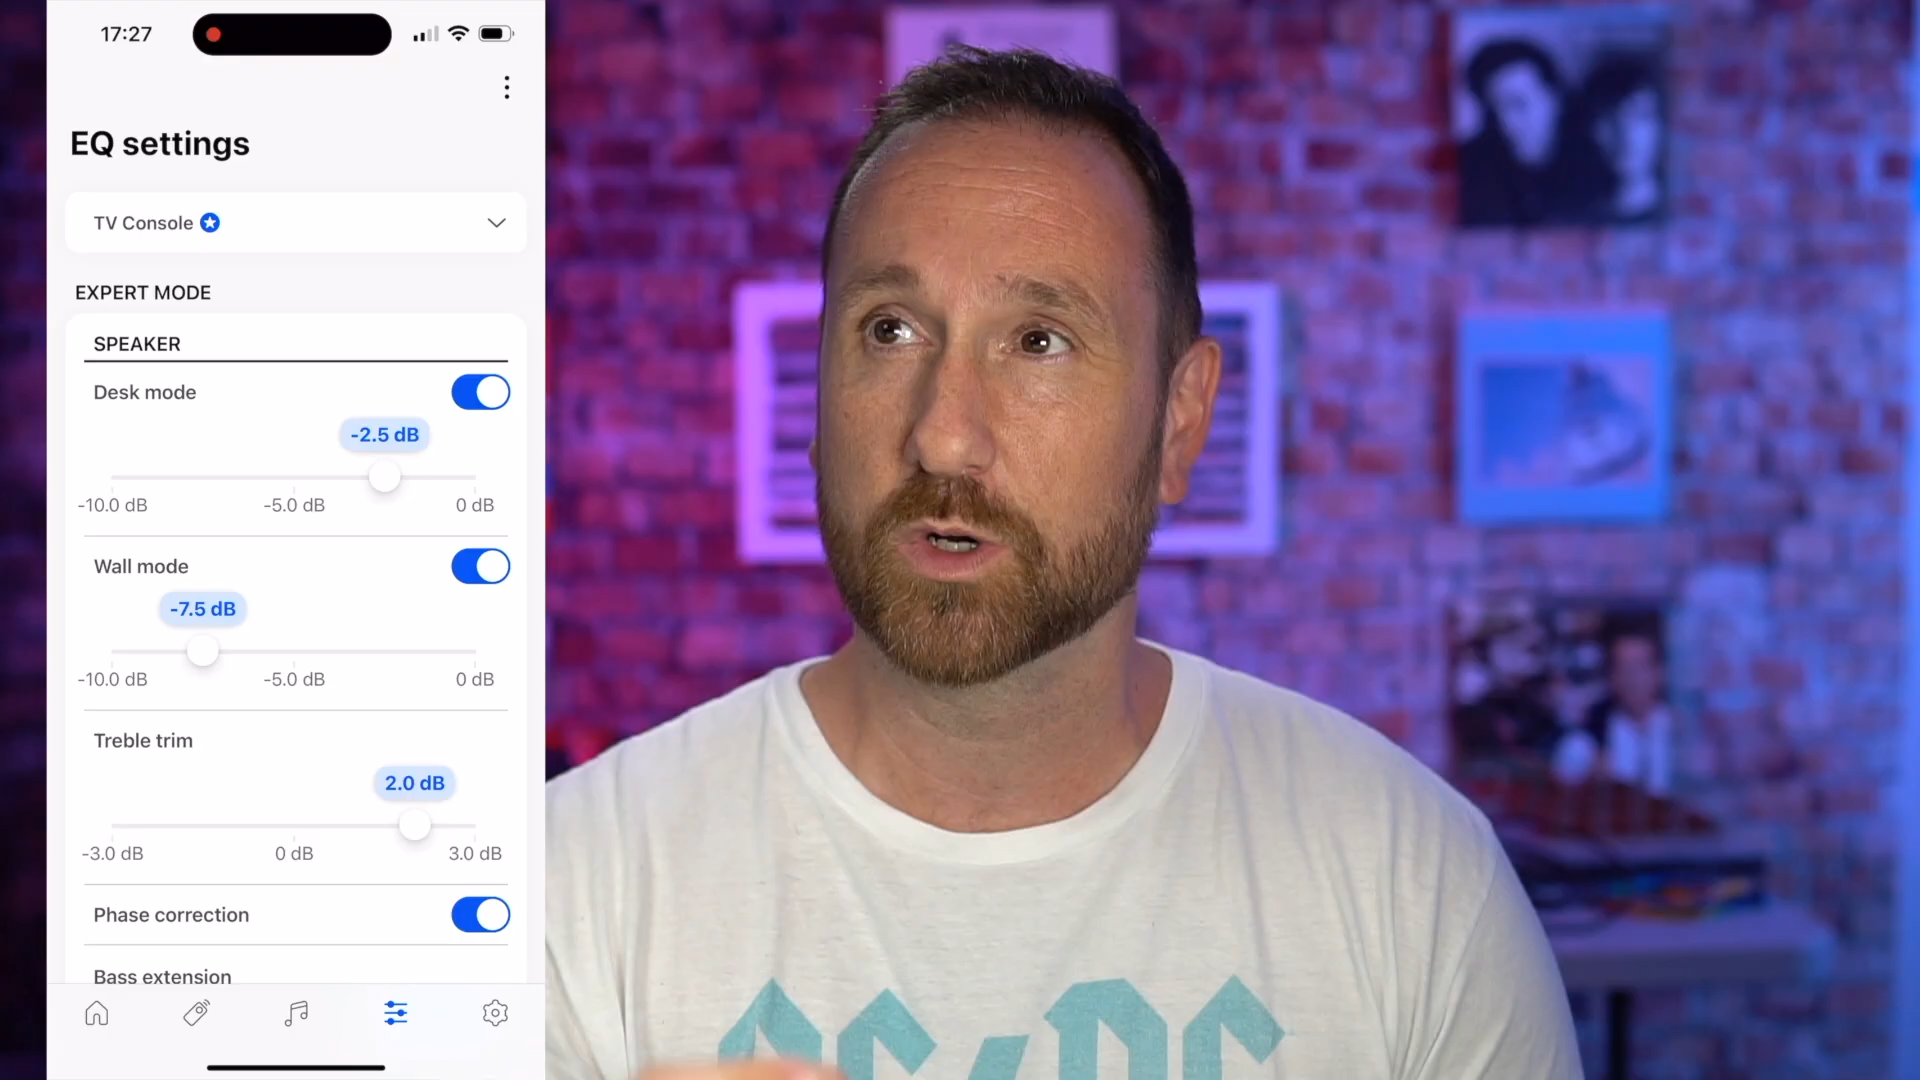 17:27
EQ settings
TV Console
EXPERT MODE
SPEAKER
Desk mode
-2.5 dB
-10.0 dB -5.0 dB 0 dB
Wall mode
-7.5 dB
-10.0 dB -5.0 dB 0 dB
Treble trim
2.0 dB
-3.0 dB 0 dB 3.0 dB
Phase correction
Bass extension
AC/DC